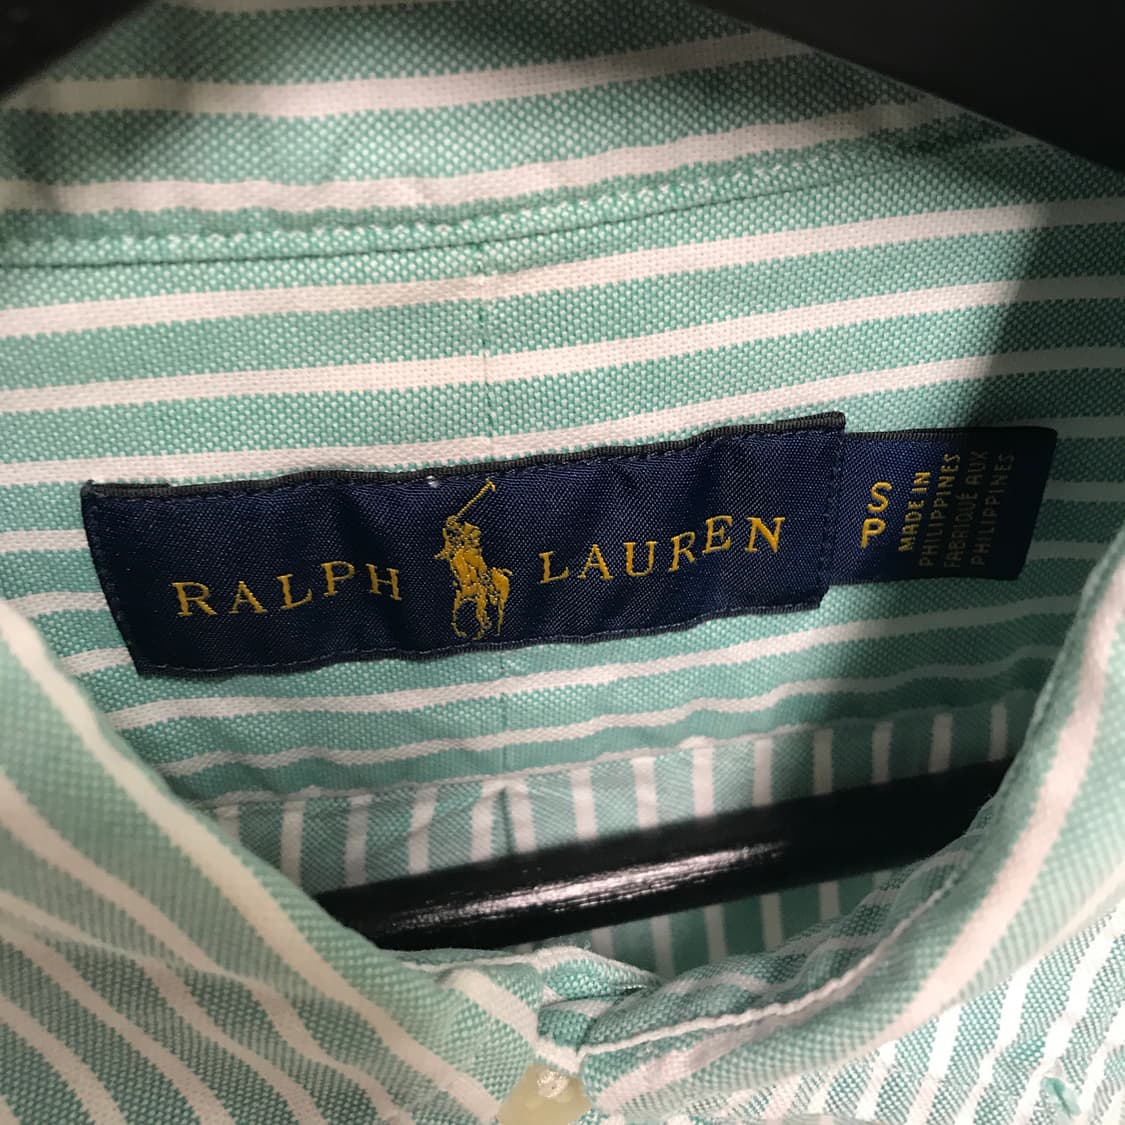 RALPH LAUREN
S
P
MADE IN
PHILIPPINES
FABRIQUÉ AUX
PHILIPPINES